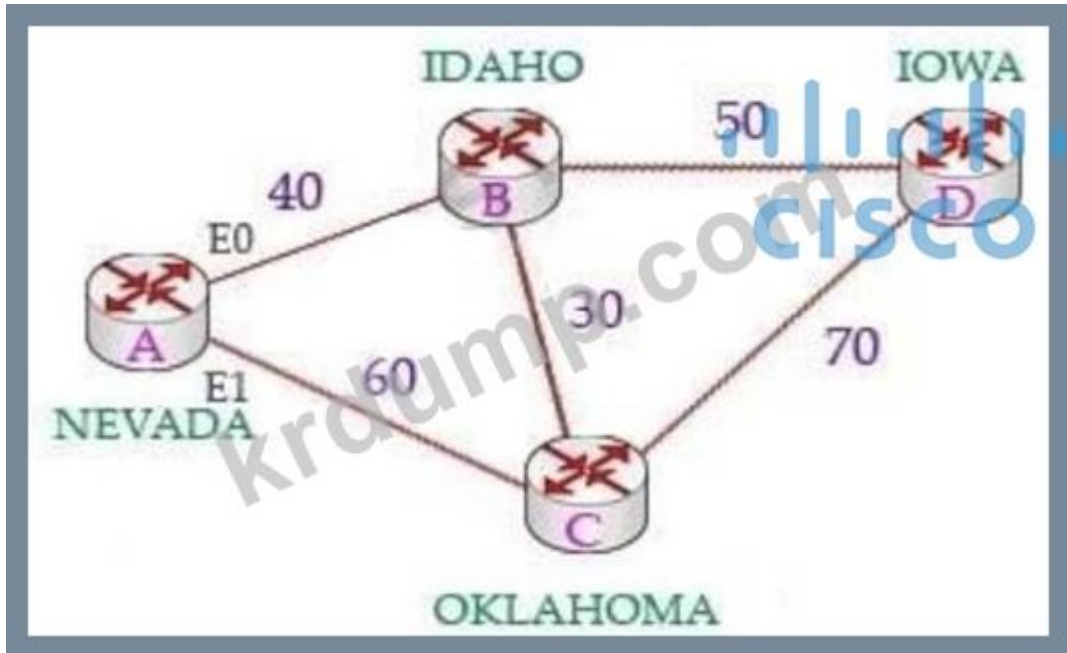 IDAHO
IOWA
50
40
B
D
CISCO
E0
30
A
60
70
E1
NEVADA
krdump.com
C
OKLAHOMA